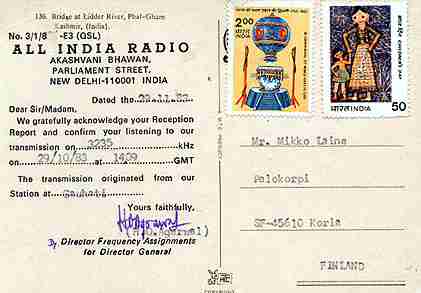 136. Bridge at Lidder River, Phal-Gham
Kashmir, (India).
No. 3/1/8 -E3 (QSL)
ALL INDIA RADIO
AKASHVANI BHAWAN,
PARLIAMENT STREET,
NEW DELHI-110001 INDIA
Dated the
Dear Sir/Madam,
We gratefully acknowledge your Reception
Report and confirm your listening to our
transmission on 3235 kHz
on 29/10/83 at GMT
The transmission originated from our
Station at Gauhati
Yours faithfully,
Director Frequency Assignments
for Director General
2.00
भारत INDIA
भारत INDIA 50
Mr. Mikko Laine
Pelokorpi
SF-45610 Koria
FINLAND